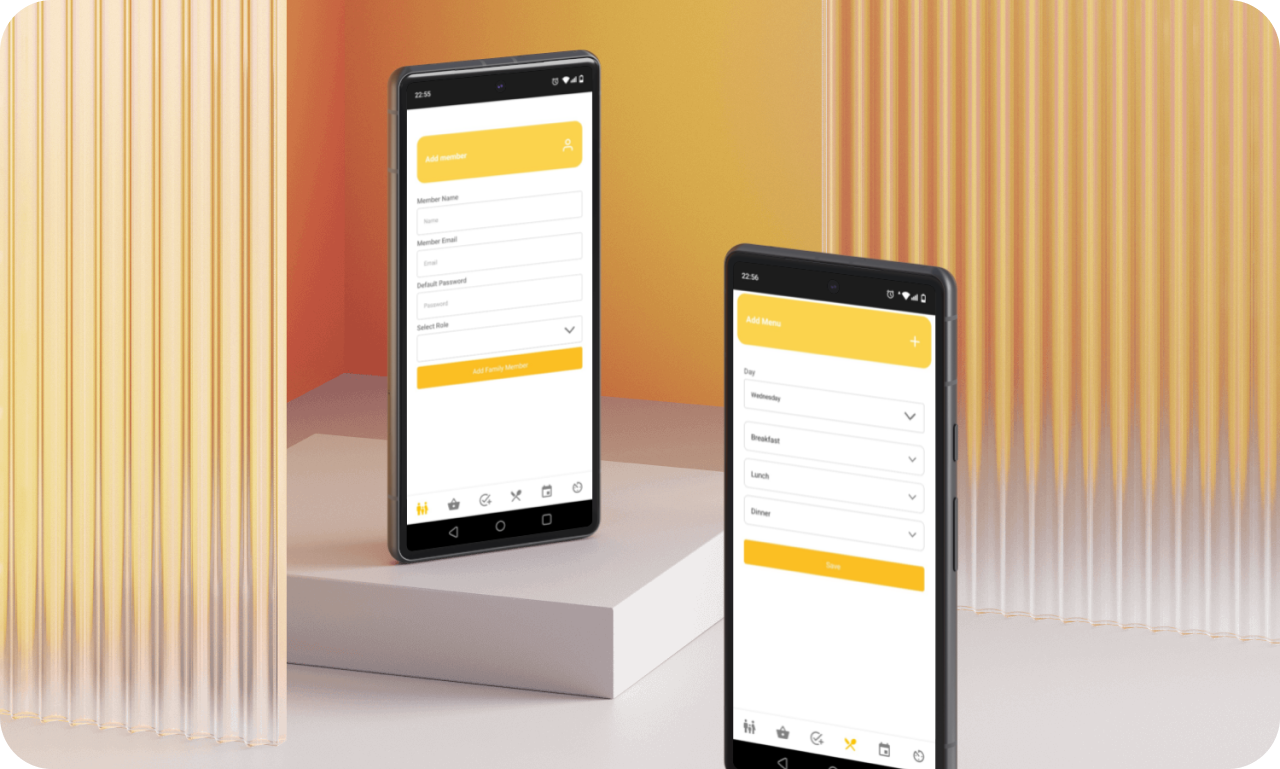 22:55
Add member
Member Name
Name
Member Email
Email
Default Password
Password
Select Role
Add Family Member
22:56
Add Menu
Day
Wednesday
Breakfast
Lunch
Dinner
Save